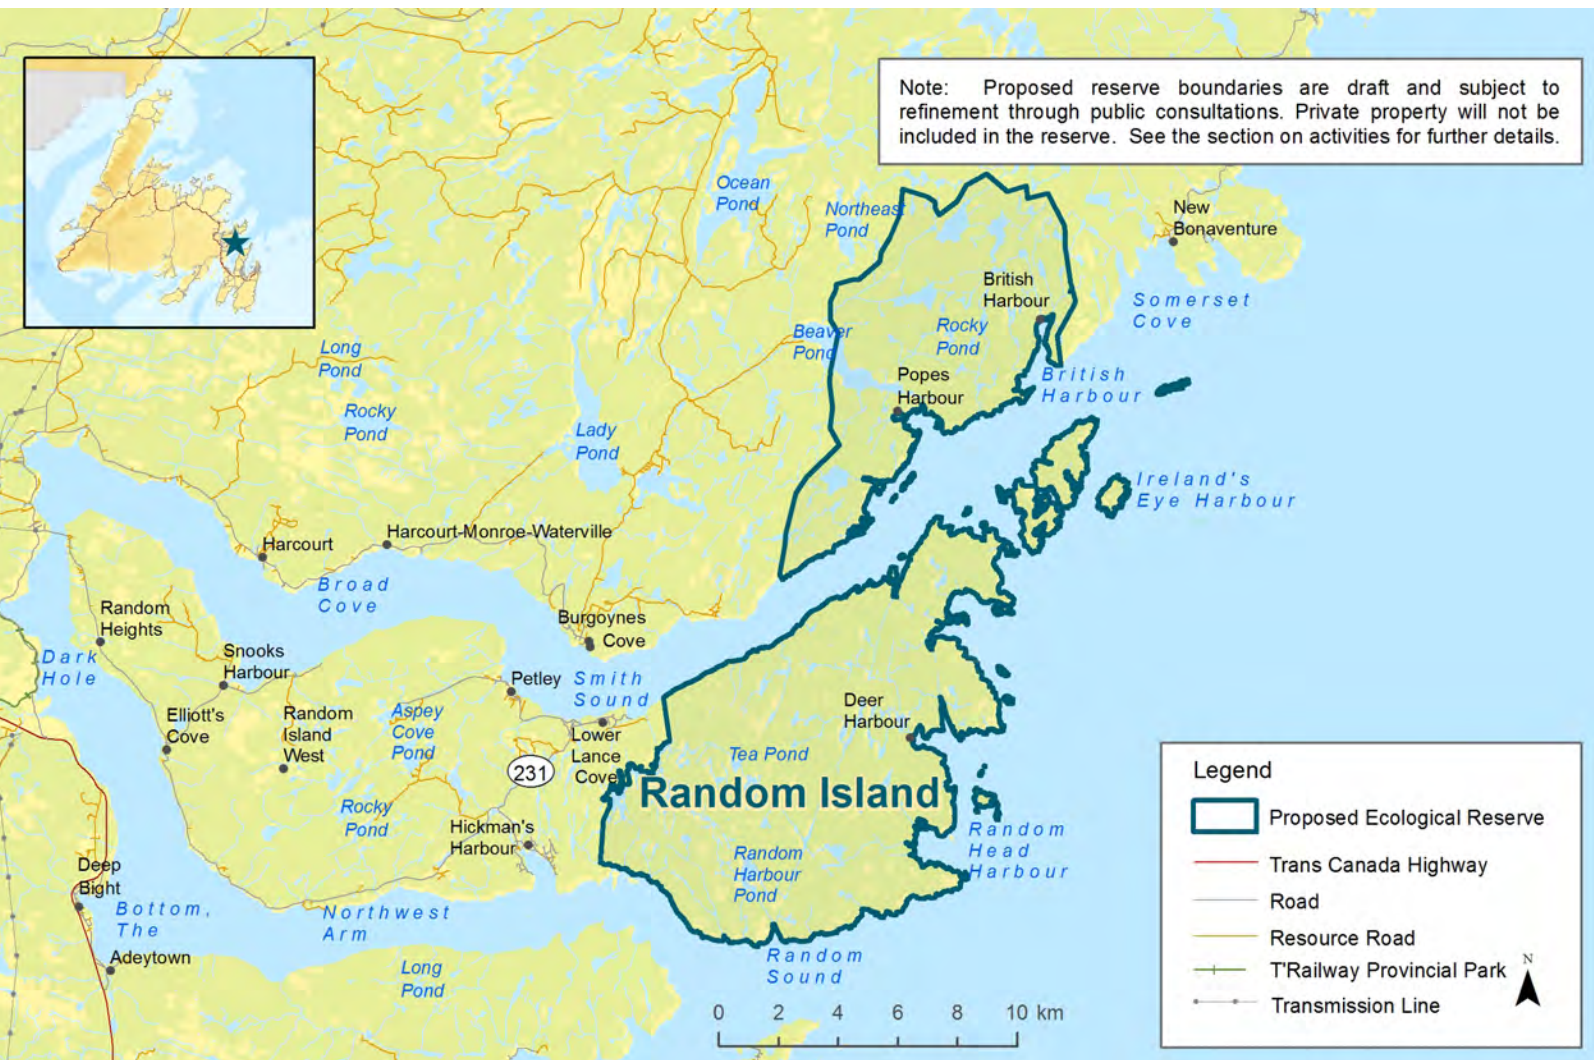 Note: Proposed reserve boundaries are draft and subject to
refinement through public consultations. Private property will not be
included in the reserve. See the section on activities for further details.
Ocean
Pond
Northeast
Pond
New
Bonaventure
British
Harbour
Somerset
Cove
Rocky
Pond
Beaver
Pond
Long
Pond
Popes
Harbour
British
Harbour
Rocky
Pond
Lady
Pond
Ireland's
Eye Harbour
Harcourt
Harcourt-Monroe-Waterville
Broad
Cove
Random
Heights
Burgoynes
Cove
Dark
Hole
Snooks
Harbour
Petley
Smith
Sound
Elliott's
Cove
Random
Island
West
Aspey
Cove
Pond
Deer
Harbour
Lower
Lance
Cove
Tea Pond
231
Random Island
Rocky
Pond
Hickman's
Harbour
Random
Head
Harbour
Random
Harbour
Pond
Deep
Bight
Bottom,
The
Northwest
Arm
Adeytown
Long
Pond
Random
Sound
0 2 4 6 8 10 km
Legend
Proposed Ecological Reserve
Trans Canada Highway
Road
Resource Road
T'Railway Provincial Park
Transmission Line
N